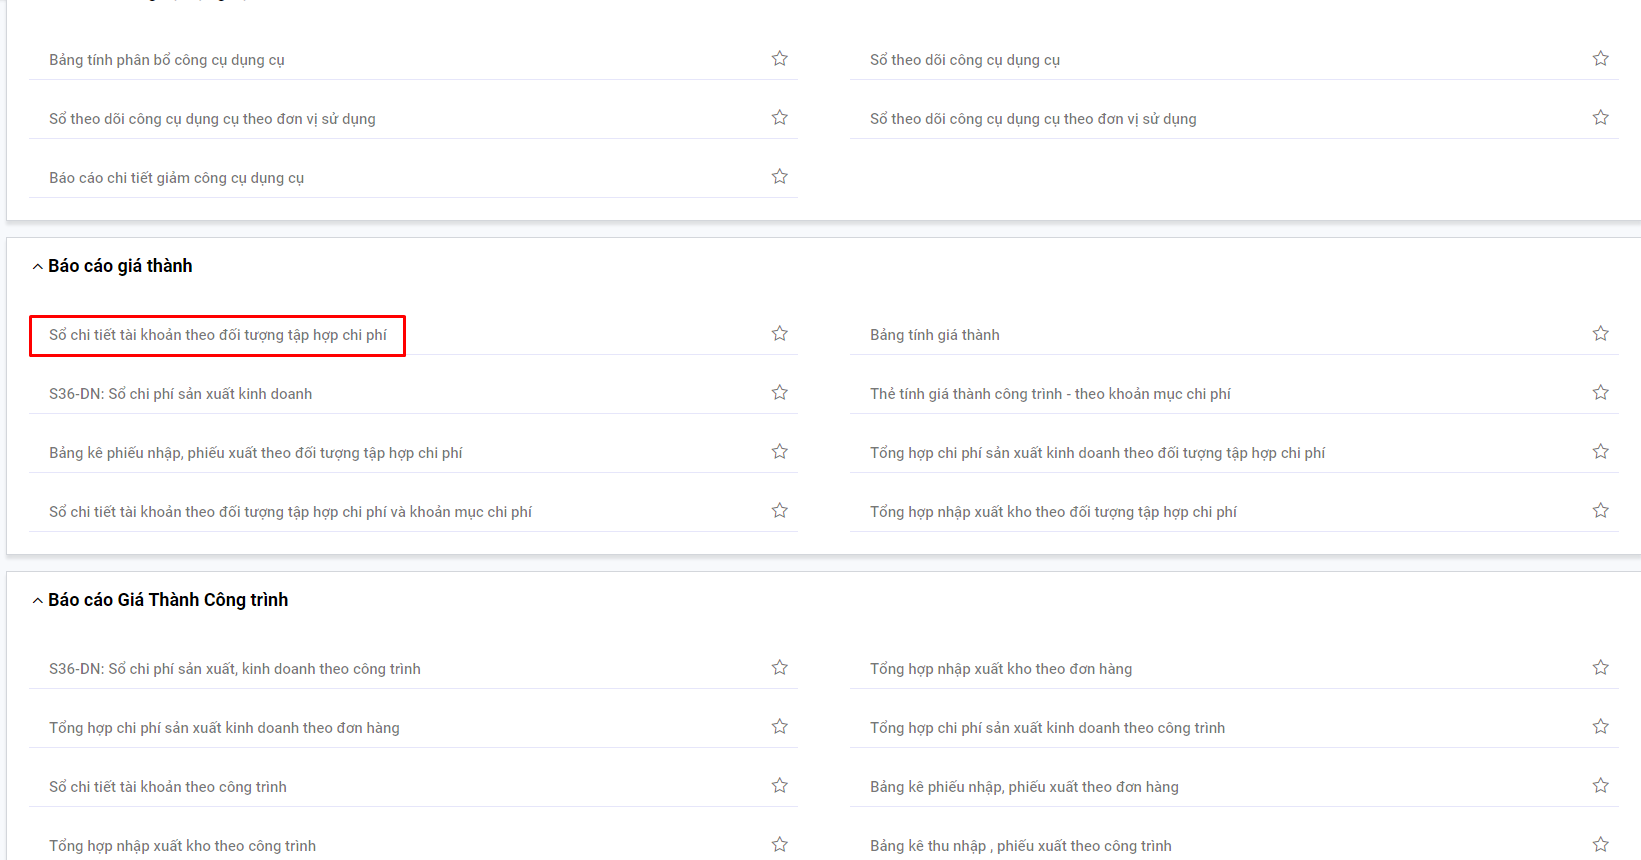 Bảng tính phân bổ công cụ dụng cụ
Sổ theo dõi công cụ dụng cụ
Sổ theo dõi công cụ dụng cụ theo đơn vị sử dụng
Sổ theo dõi công cụ dụng cụ theo đơn vị sử dụng
Báo cáo chi tiết giảm công cụ dụng cụ
Báo cáo giá thành
Sổ chi tiết tài khoản theo đối tượng tập hợp chi phí
Bảng tính giá thành
S36-DN: Sổ chi phí sản xuất kinh doanh
Thẻ tính giá thành công trình - theo khoản mục chi phí
Bảng kê phiếu nhập, phiếu xuất theo đối tượng tập hợp chi phí
Tổng hợp chi phí sản xuất kinh doanh theo đối tượng tập hợp chi phí
Sổ chi tiết tài khoản theo đối tượng tập hợp chi phí và khoản mục chi phí
Tổng hợp nhập xuất kho theo đối tượng tập hợp chi phí
Báo cáo Giá Thành Công trình
S36-DN: Sổ chi phí sản xuất, kinh doanh theo công trình
Tổng hợp nhập xuất kho theo đơn hàng
Tổng hợp chi phí sản xuất kinh doanh theo đơn hàng
Tổng hợp chi phí sản xuất kinh doanh theo công trình
Sổ chi tiết tài khoản theo công trình
Bảng kê phiếu nhập, phiếu xuất theo đơn hàng
Tổng hợp nhập xuất kho theo công trình
Bảng kê thu nhập , phiếu xuất theo công trình